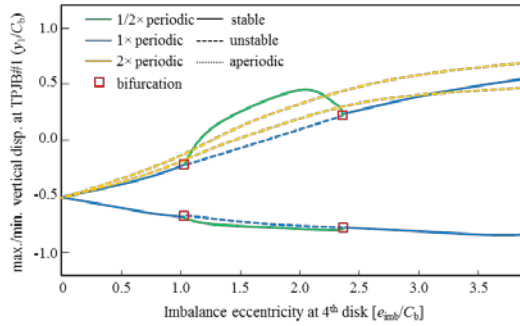 1/2× periodic — stable
1× periodic — unstable
2× periodic — aperiodic
bifurcation
max./min. vertical disp. at TPJB#1 (y₁/C_b)
1.0
0.5
0.0
-0.5
-1.0
0 0.5 1.0 1.5 2.0 2.5 3.0 3.5
Imbalance eccentricity at 4th disk [e_imb/C_b]